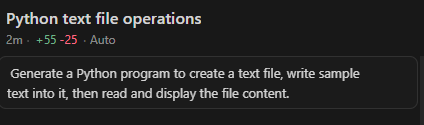 Python text file operations
2m · +55 -25 · Auto
Generate a Python program to create a text file, write sample
text into it, then read and display the file content.